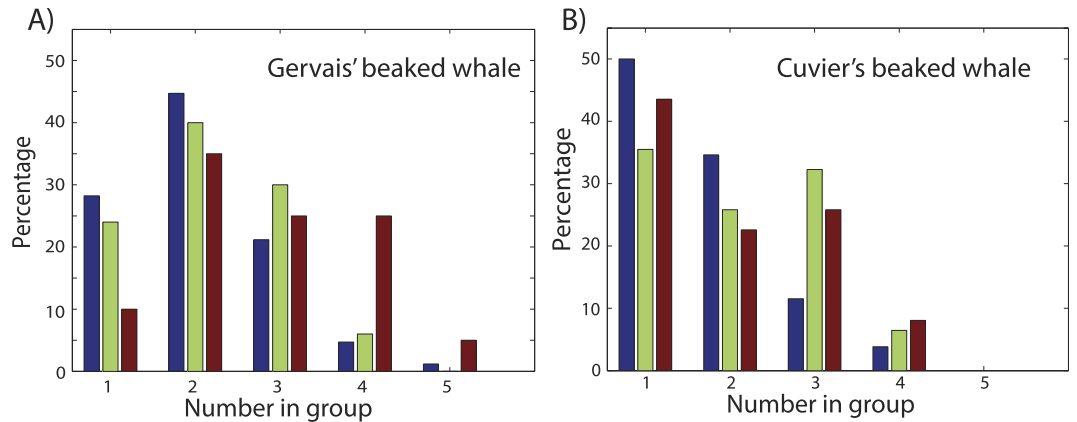 A)
Gervais’ beaked whale
Percentage
50
40
30
20
10
0
1 2 3 4 5
Number in group
B)
Cuvier’s beaked whale
Percentage
50
40
30
20
10
0
1 2 3 4 5
Number in group